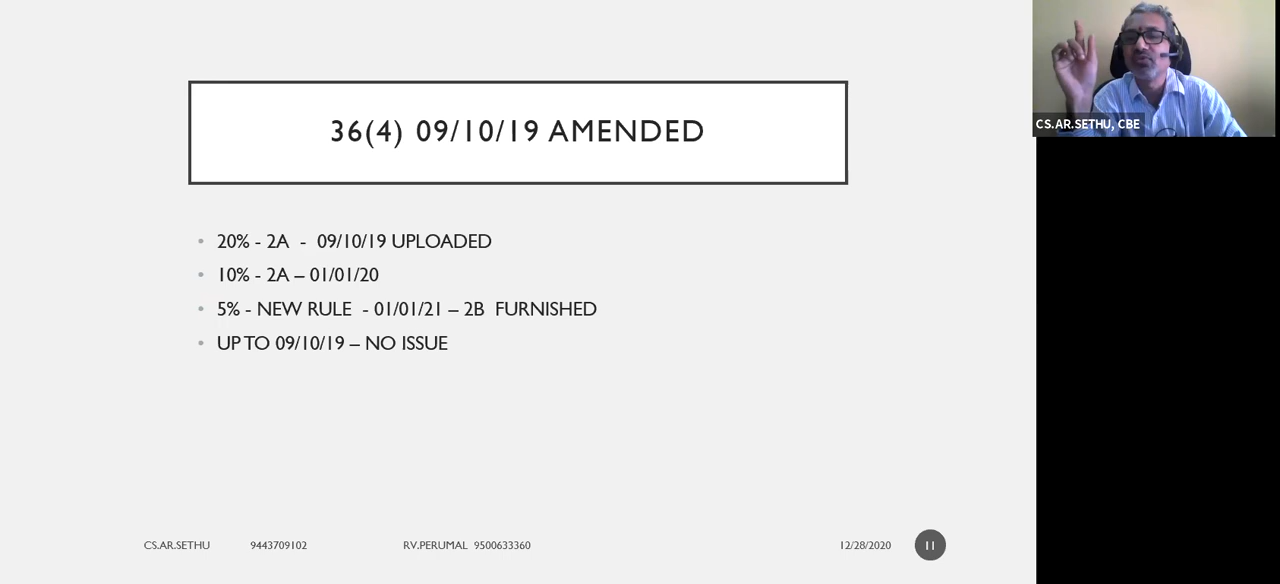 36(4) 09/10/19 AMENDED
• 20% - 2A - 09/10/19 UPLOADED
• 10% - 2A – 01/01/20
• 5% - NEW RULE - 01/01/21 – 2B FURNISHED
• UP TO 09/10/19 – NO ISSUE
CS.AR.SETHU 9443709102 RV.PERUMAL 9500633360 12/28/2020 11
CS.AR.SETHU, CBE